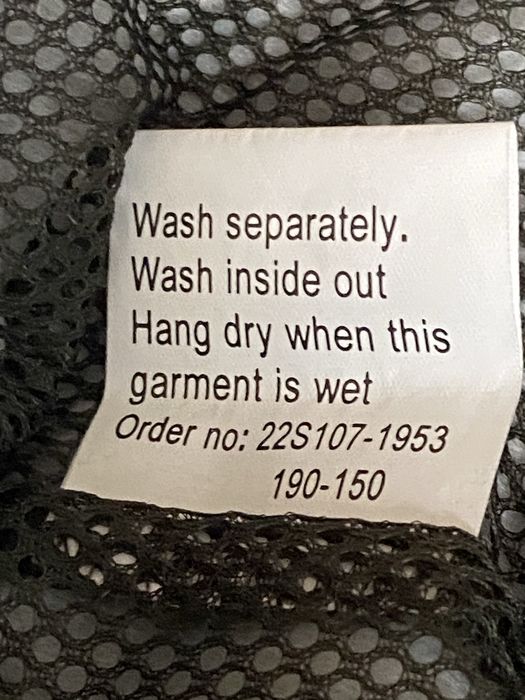 Wash separately.
Wash inside out
Hang dry when this
garment is wet
Order no: 22S107-1953
190-150